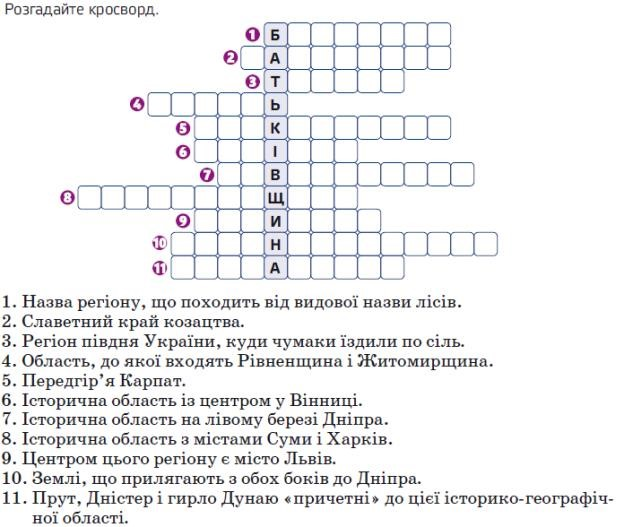 Розгадайте кросворд.
1 Б
2 А
3 Т
4 Ь
5 К
6 І
7 В
8 Щ
9 И
10 Н
11 А
1. Назва регіону, що походить від видової назви лісів.
2. Славетний край козацтва.
3. Регіон півдня України, куди чумаки їздили по сіль.
4. Область, до якої входять Рівненщина і Житомирщина.
5. Передгір’я Карпат.
6. Історична область із центром у Вінниці.
7. Історична область на лівому березі Дніпра.
8. Історична область з містами Суми і Харків.
9. Центром цього регіону є місто Львів.
10. Землі, що прилягають з обох боків до Дніпра.
11. Прут, Дністер і гирло Дунаю «причетні» до цієї історико-географіч-
ної області.